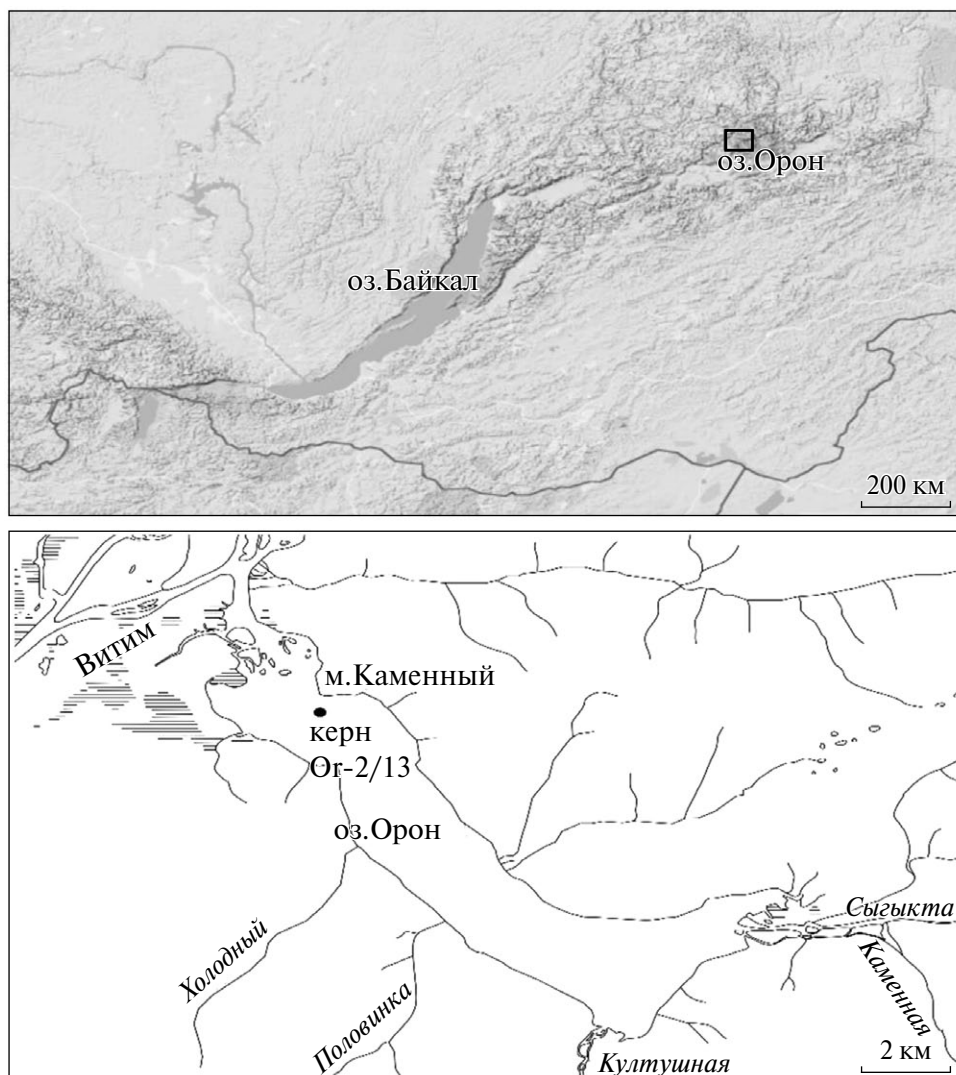 оз.Орон
оз.Байкал
200 км
Витим
м.Каменный
керн
Or-2/13
оз.Орон
Сыгыкта
Холодный
Каменная
Половинка
2 км
Култушная